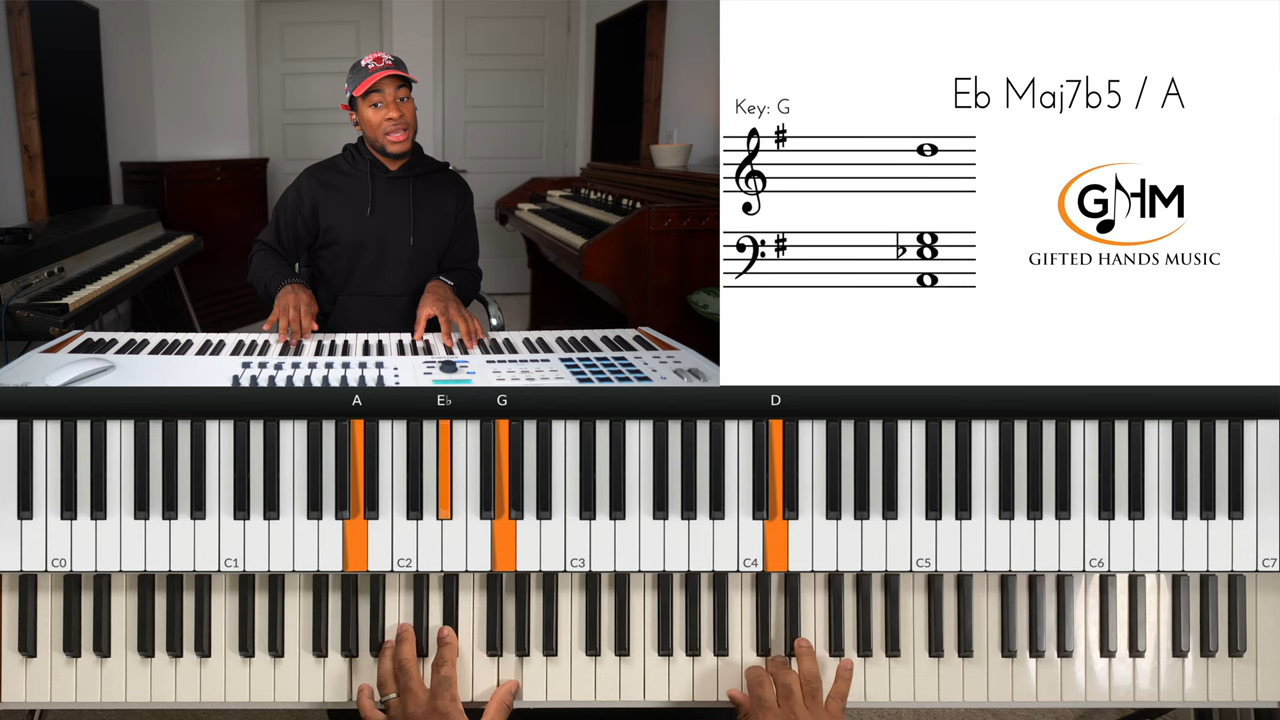 Eb Maj7b5 / A
Key: G
GHM
GIFTED HANDS MUSIC
A
E♭
G
D
C0
C1
C2
C3
C4
C5
C6
C7